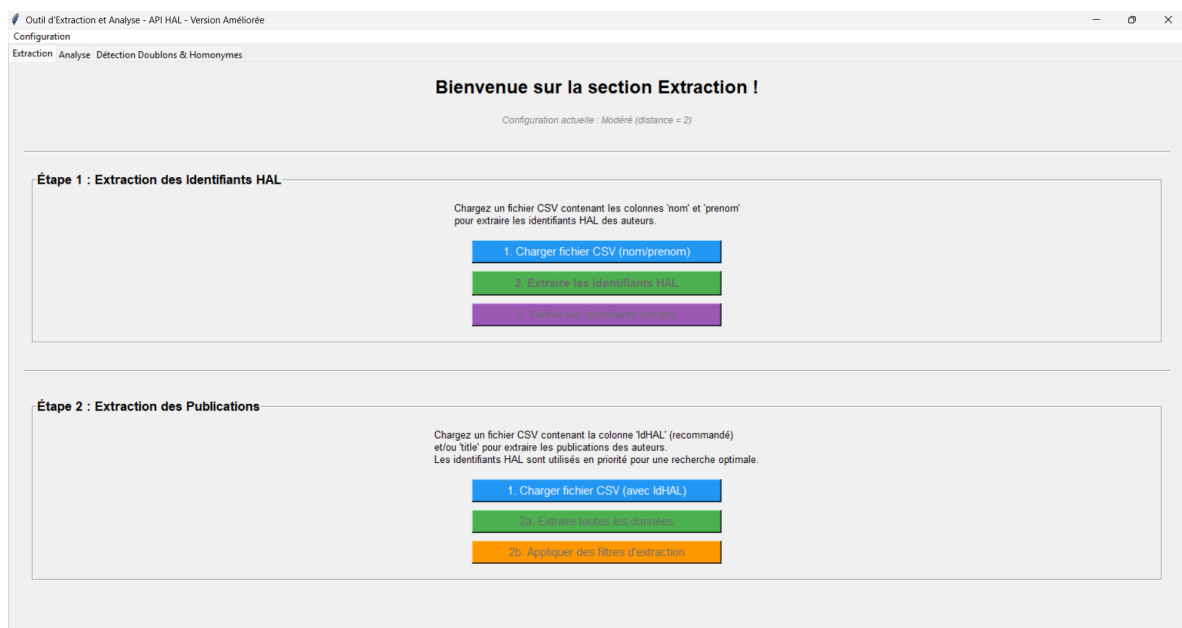 Outil d'Extraction et Analyse - API HAL - Version Améliorée
Configuration
Extraction Analyse Détection Doublons & Homonymes
Bienvenue sur la section Extraction !
Configuration actuelle : Modéré (distance = 2)
Étape 1 : Extraction des Identifiants HAL
Chargez un fichier CSV contenant les colonnes 'nom' et 'prenom'
pour extraire les identifiants HAL des auteurs.
1. Charger fichier CSV (nom/prenom)
2. Extraire les identifiants HAL
3. Vérifier les identifiants extraits
Étape 2 : Extraction des Publications
Chargez un fichier CSV contenant la colonne 'IdHAL' (recommandé)
et/ou 'title' pour extraire les publications des auteurs.
Les identifiants HAL sont utilisés en priorité pour une recherche optimale.
1. Charger fichier CSV (avec IdHAL)
2a. Extraire toutes les données
2b. Appliquer des filtres d'extraction